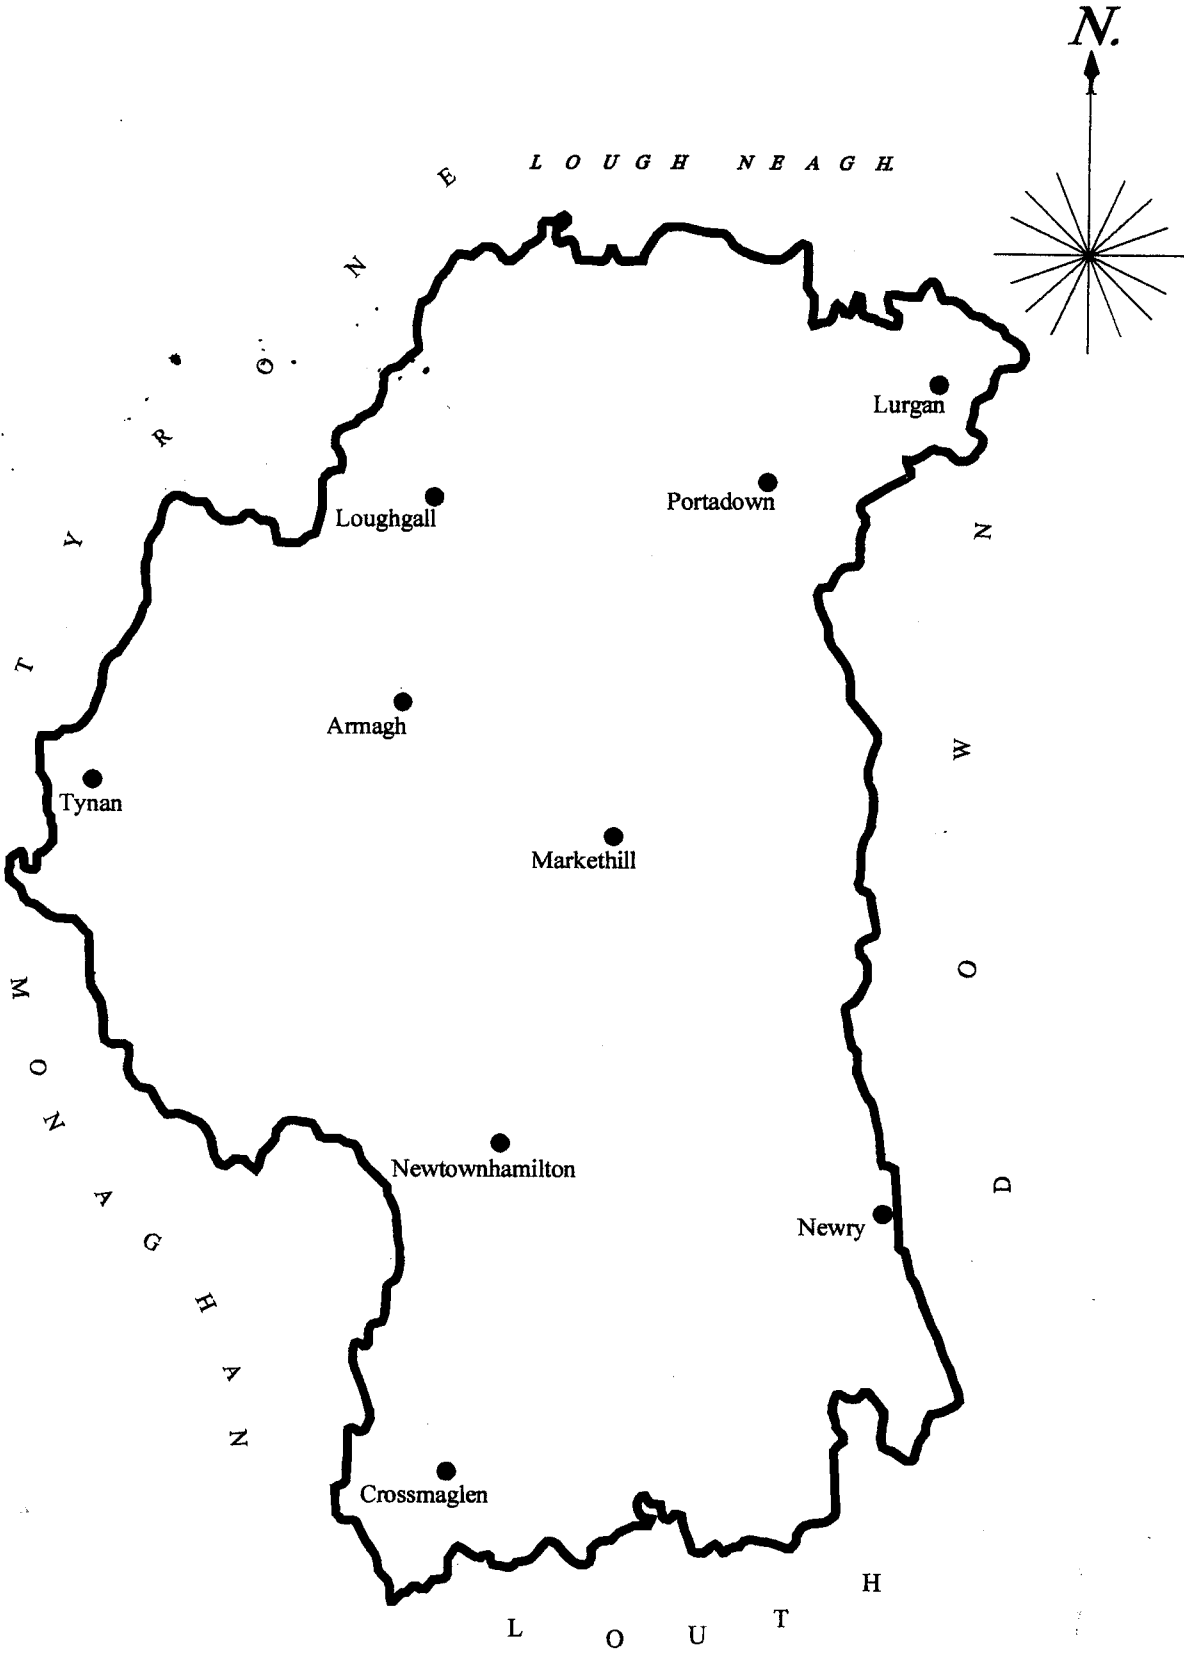 N.
LOUGH NEAGH.
TYRONE
Lurgan
Portadown
Loughgall
Armagh
Tynan
Markethill
DOWN
MONAGHAN
Newtownhamilton
Newry
Crossmaglen
LOUTH